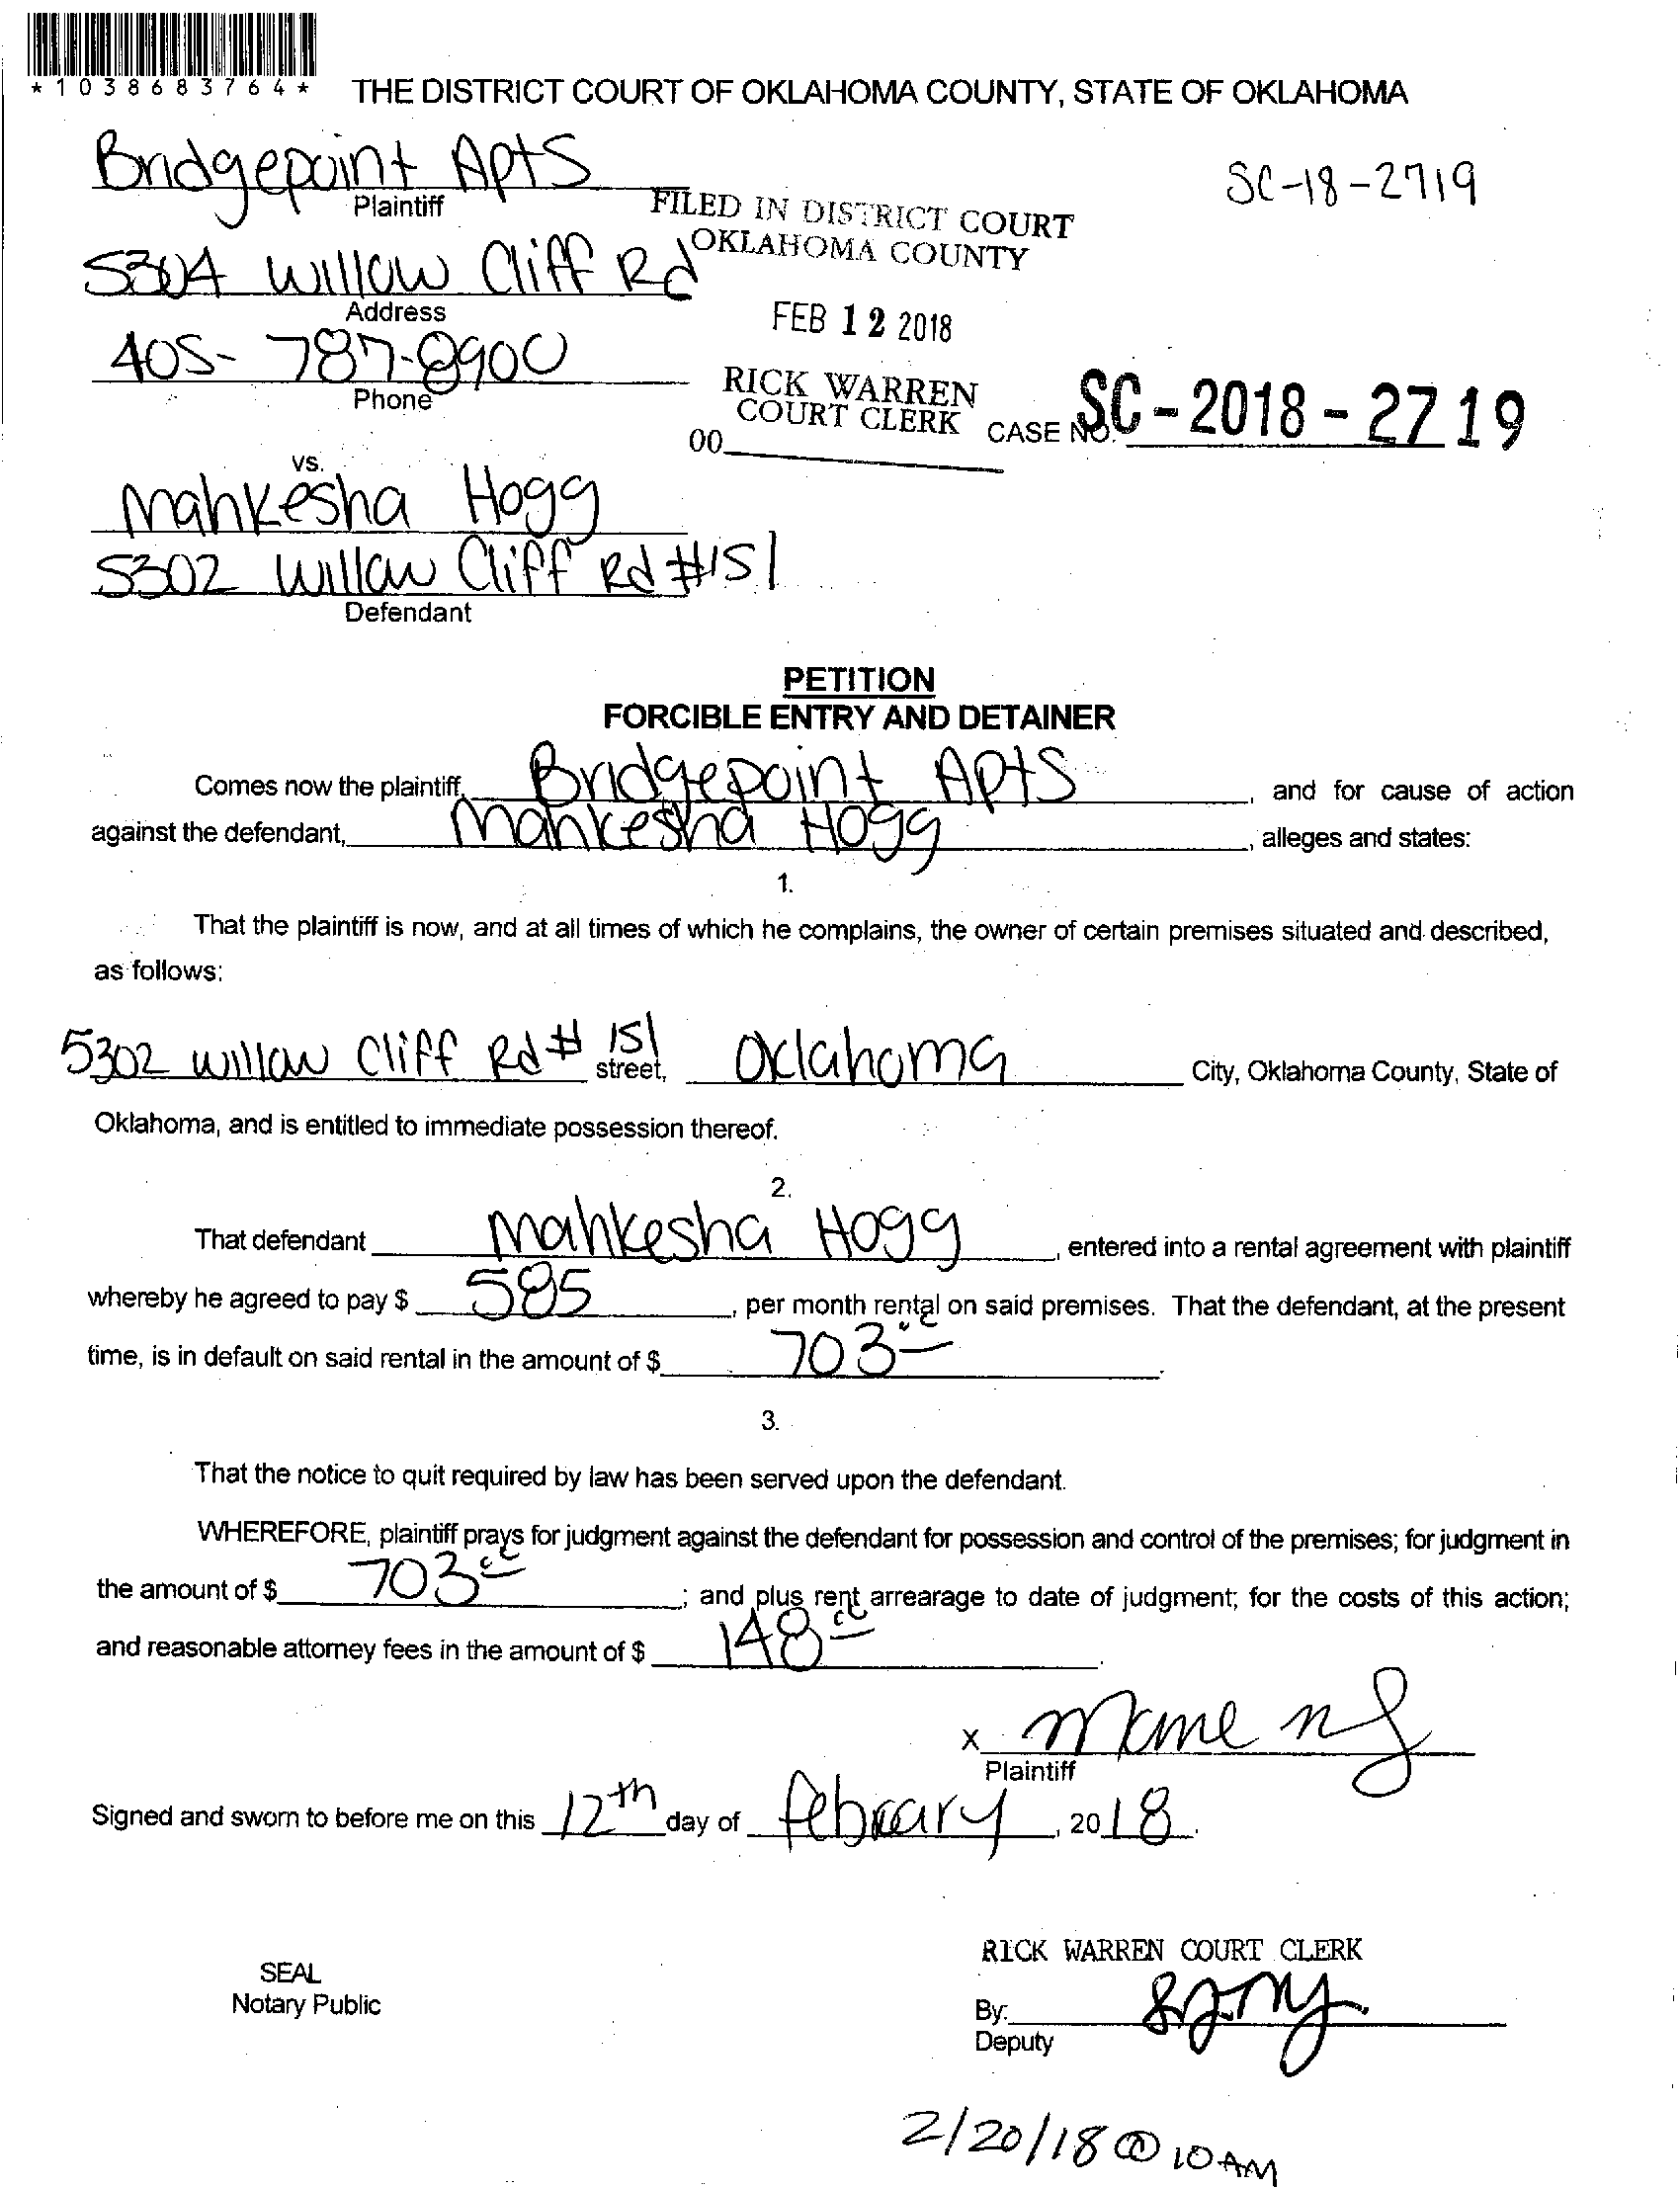 *1038683764*
THE DISTRICT COURT OF OKLAHOMA COUNTY, STATE OF OKLAHOMA
Bridgepoint Apts
Plaintiff
SC-18-2719
FILED IN DISTRICT COURT
OKLAHOMA COUNTY
5304 Willow Cliff Rd
Address
FEB 12 2018
405-787-8900
Phone
RICK WARREN
COURT CLERK
00
CASE NO. SC-2018-2719
vs.
Mahkesha Hogg
5302 Willow Cliff Rd #151
Defendant
PETITION
FORCIBLE ENTRY AND DETAINER
Comes now the plaintiff, Bridgepoint Apts, and for cause of action
against the defendant, Mahkesha Hogg, alleges and states:
1.
That the plaintiff is now, and at all times of which he complains, the owner of certain premises situated and described,
as follows:
5302 Willow Cliff Rd # 151 street, Oklahoma City, Oklahoma County, State of
Oklahoma, and is entitled to immediate possession thereof.
2.
That defendant Mahkesha Hogg, entered into a rental agreement with plaintiff
whereby he agreed to pay $ 585, per month rental on said premises. That the defendant, at the present
time, is in default on said rental in the amount of $ 703.00.
3.
That the notice to quit required by law has been served upon the defendant.
WHEREFORE, plaintiff prays for judgment against the defendant for possession and control of the premises; for judgment in
the amount of $ 703.00; and plus rent arrearage to date of judgment; for the costs of this action;
and reasonable attorney fees in the amount of $ 148.00.
X
Plaintiff
Signed and sworn to before me on this 12th day of February, 2018.
RICK WARREN COURT CLERK
SEAL
Notary Public
By:
Deputy
2/20/18 @ 10 AM